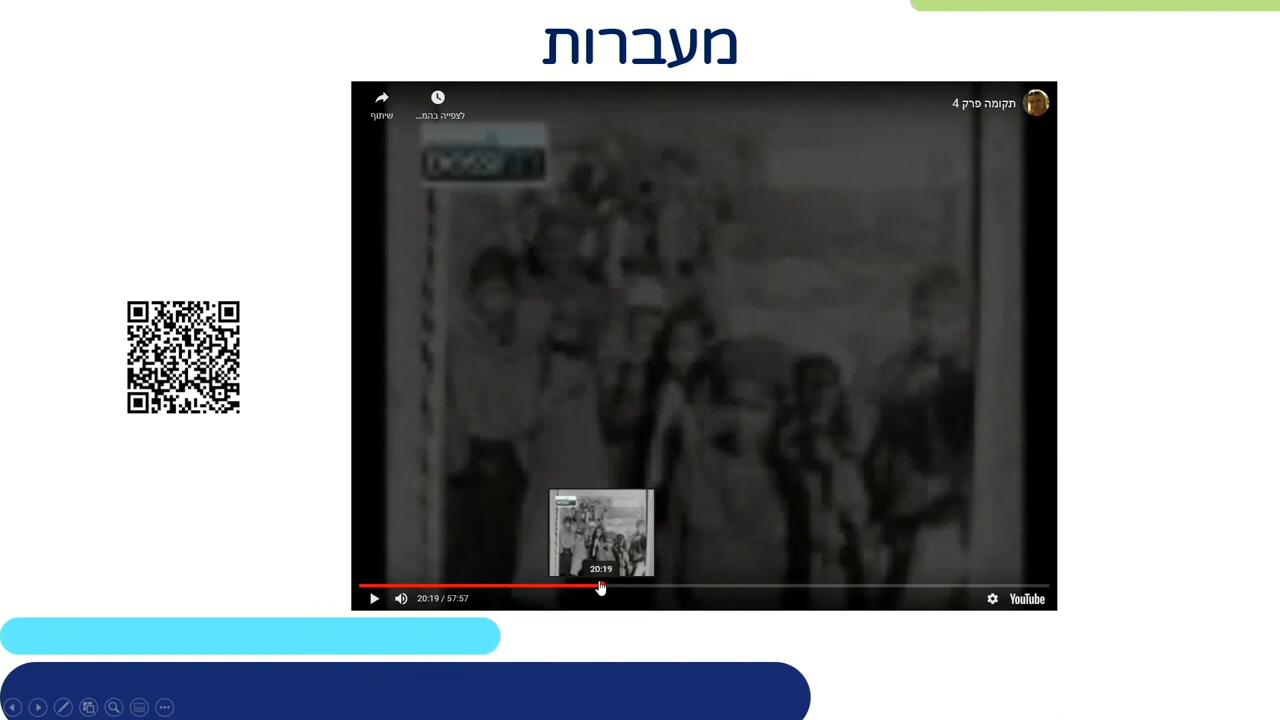 מעברות
תקומה פרק 4
לצפייה בהמ...
שיתוף
20:19
20:19 / 57:57
YouTube